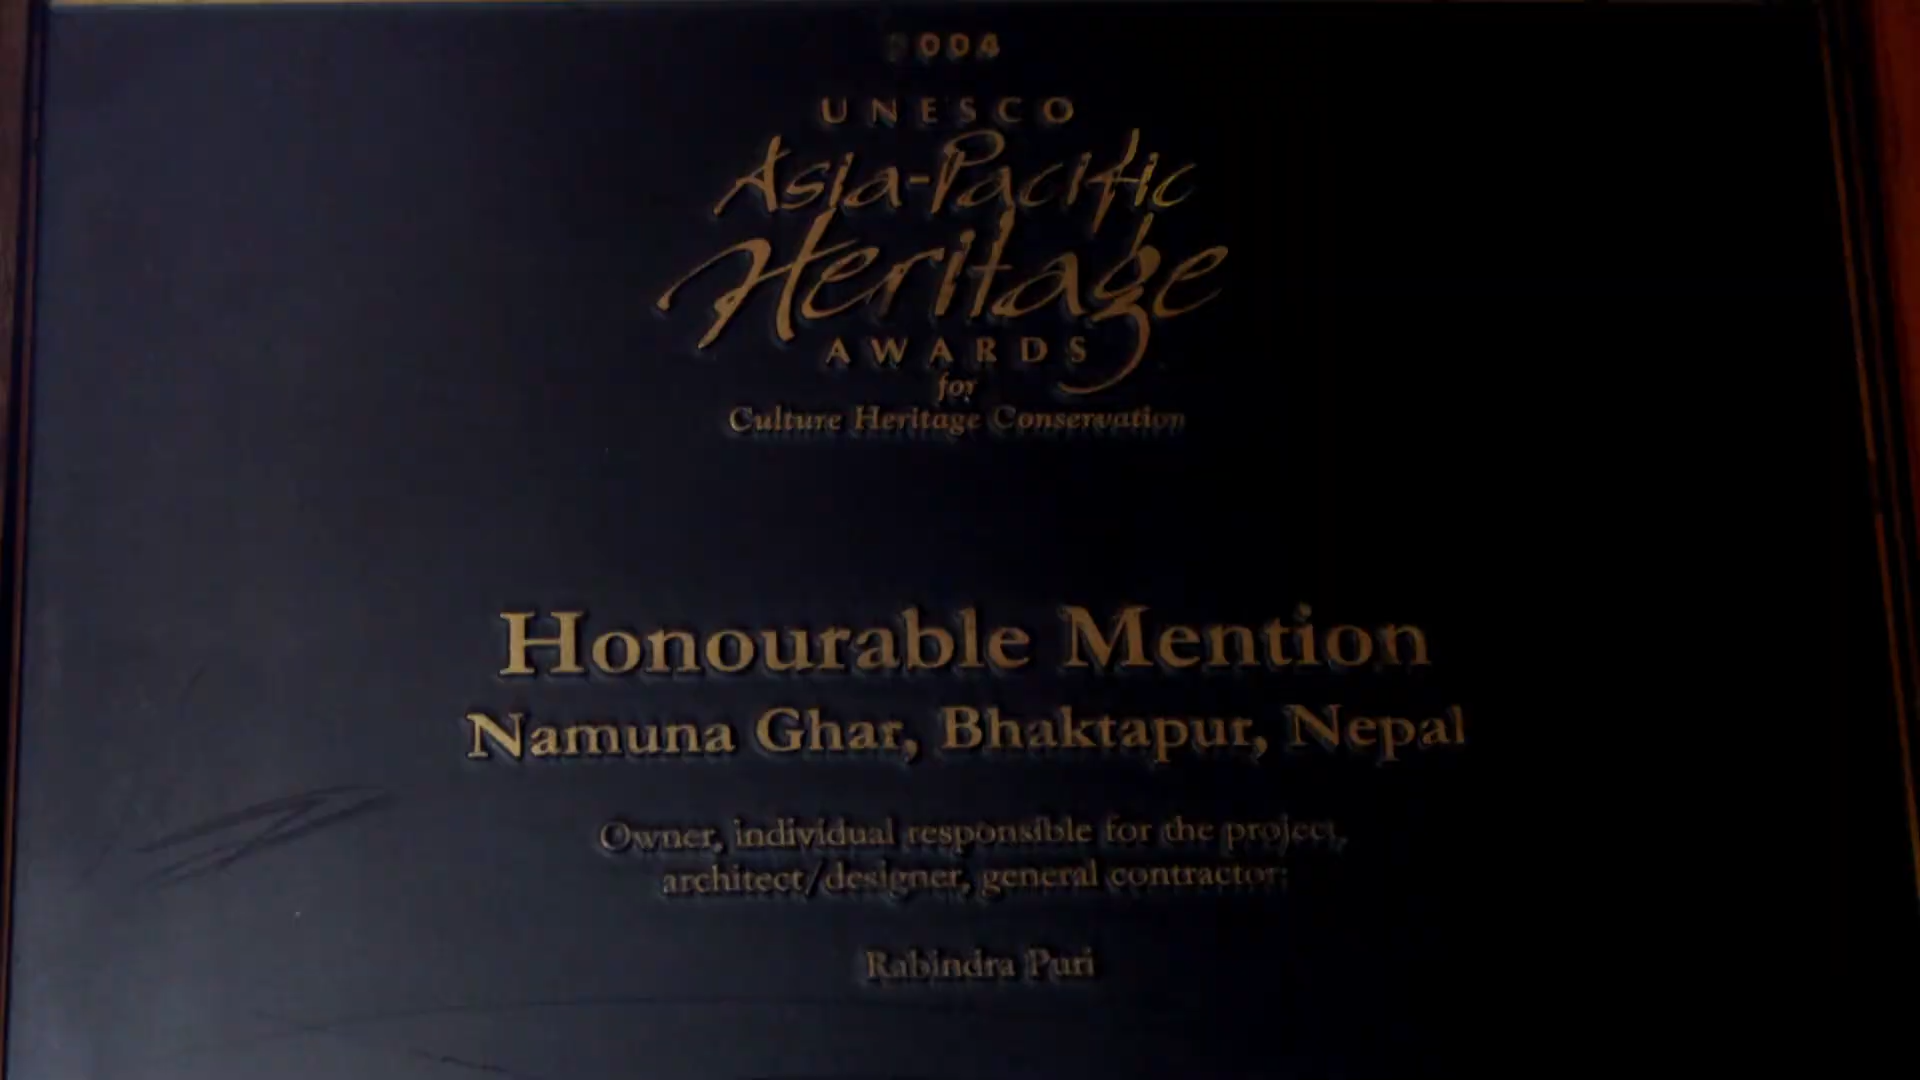 2004
UNESCO
Asia-Pacific
Heritage
AWARDS
for
Culture Heritage Conservation
Honourable Mention
Namuna Ghar, Bhaktapur, Nepal
Owner, individual responsible for the project,
architect/designer, general contractor:
Rabindra Puri